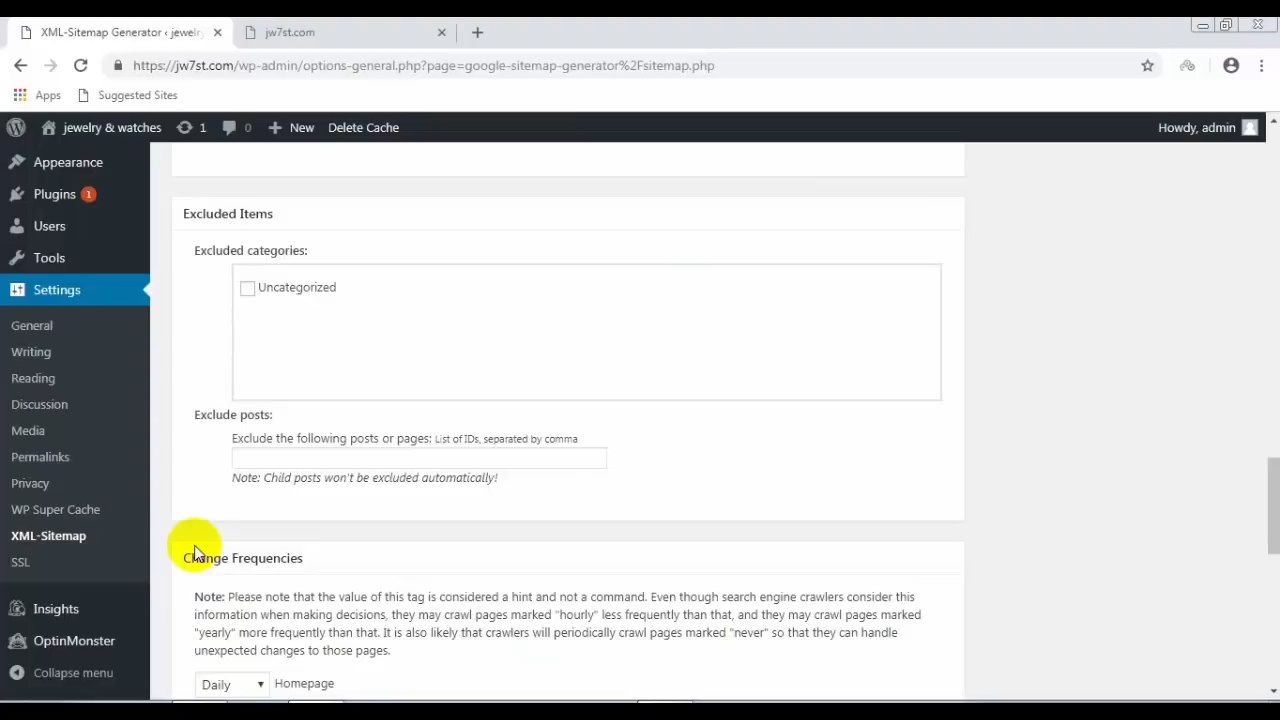 XML-Sitemap Generator ‹ jewelry
jw7st.com
https://jw7st.com/wp-admin/options-general.php?page=google-sitemap-generator%2Fsitemap.php
Apps
Suggested Sites
jewelry & watches
1
0
New
Delete Cache
Howdy, admin
Appearance
Plugins 1
Users
Tools
Settings
General
Writing
Reading
Discussion
Media
Permalinks
Privacy
WP Super Cache
XML-Sitemap
SSL
Insights
OptinMonster
Collapse menu
Excluded Items
Excluded categories:
Uncategorized
Exclude posts:
Exclude the following posts or pages: List of IDs, separated by comma
Note: Child posts won't be excluded automatically!
Change Frequencies
Note: Please note that the value of this tag is considered a hint and not a command. Even though search engine crawlers consider this
information when making decisions, they may crawl pages marked "hourly" less frequently than that, and they may crawl pages marked
"yearly" more frequently than that. It is also likely that crawlers will periodically crawl pages marked "never" so that they can handle
unexpected changes to those pages.
Daily
Homepage